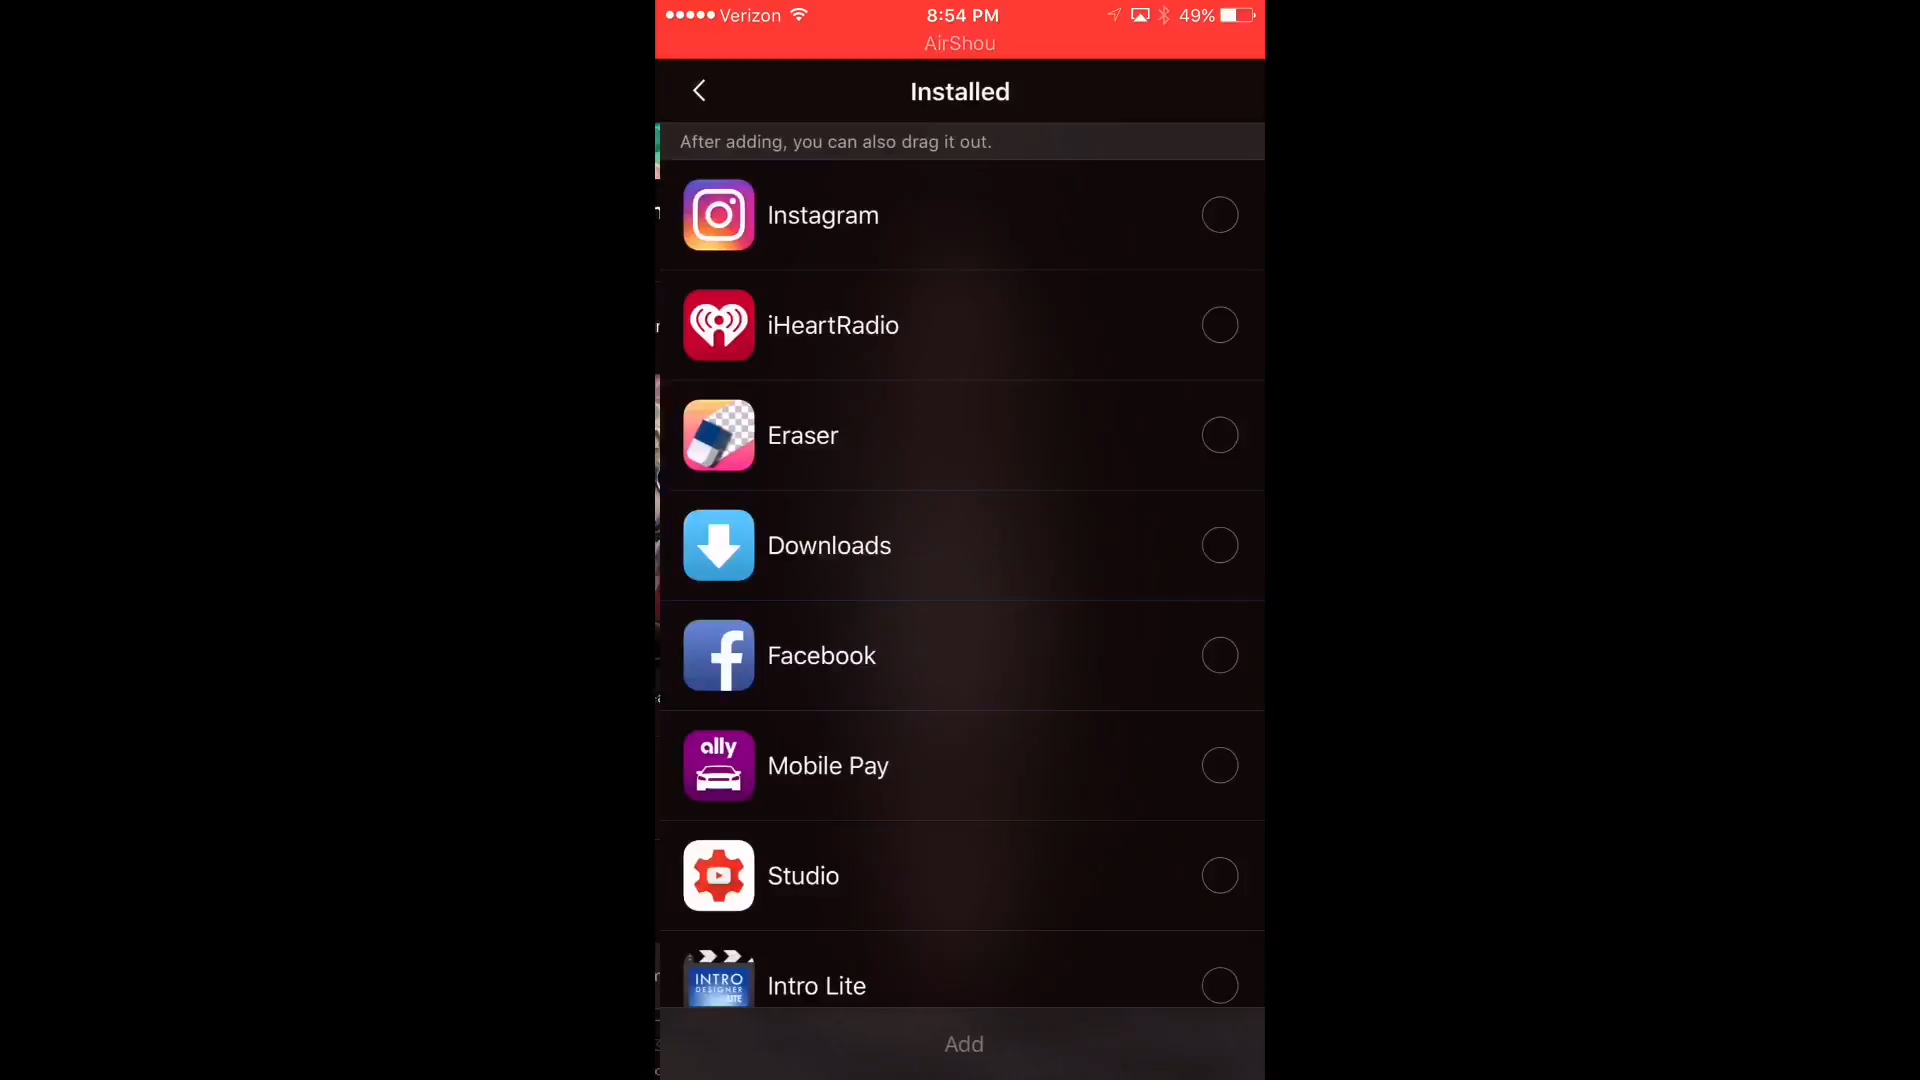 Verizon 8:54 PM 49%
AirShou
Installed
After adding, you can also drag it out.
Instagram
iHeartRadio
Eraser
Downloads
Facebook
ally
Mobile Pay
Studio
INTRO
DESIGNER
LITE
Intro Lite
Add